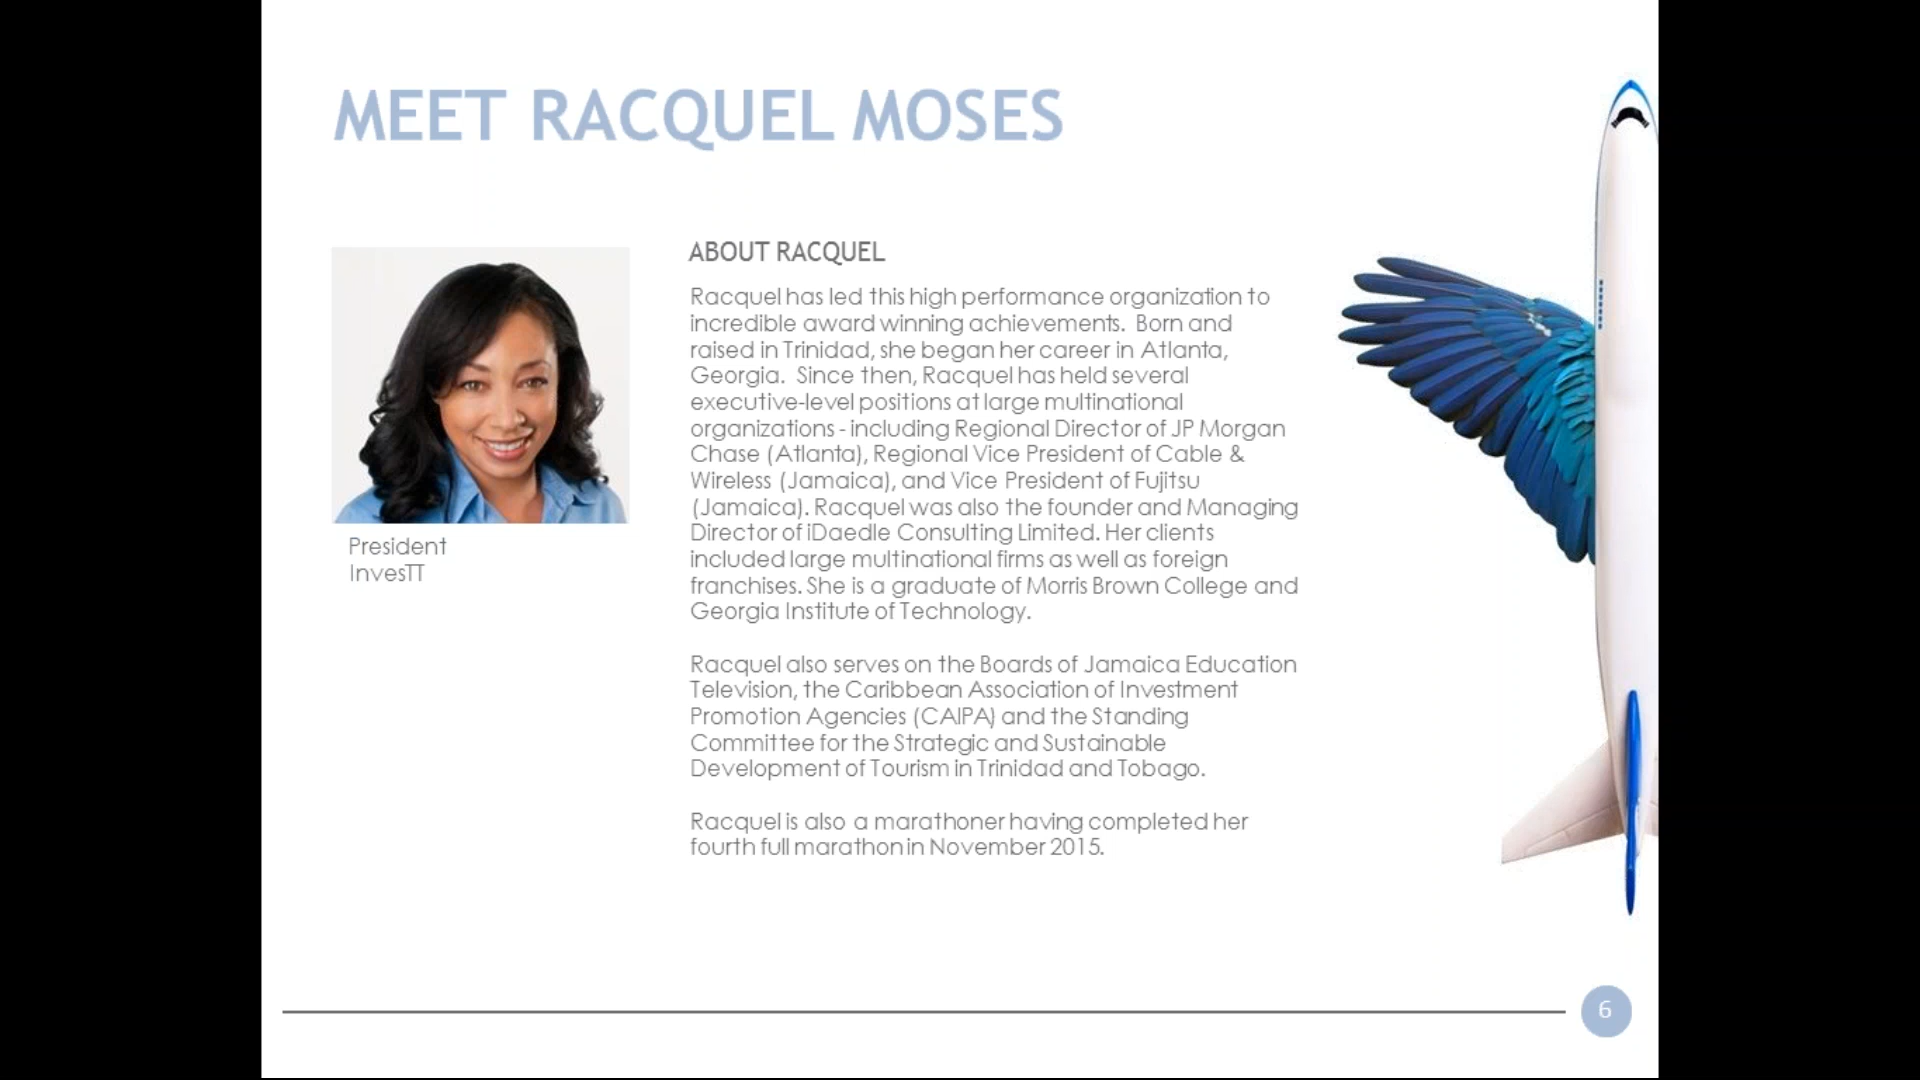 MEET RACQUEL MOSES
President
InvesTT
ABOUT RACQUEL
Racquel has led this high performance organization to
incredible award winning achievements.  Born and
raised in Trinidad, she began her career in Atlanta,
Georgia.  Since then, Racquel has held several
executive-level positions at large multinational
organizations - including Regional Director of JP Morgan
Chase (Atlanta), Regional Vice President of Cable &
Wireless (Jamaica), and Vice President of Fujitsu
(Jamaica). Racquel was also the founder and Managing
Director of iDaedle Consulting Limited. Her clients
included large multinational firms as well as foreign
franchises. She is a graduate of Morris Brown College and
Georgia Institute of Technology.
Racquel also serves on the Boards of Jamaica Education
Television, the Caribbean Association of Investment
Promotion Agencies (CAIPA) and the Standing
Committee for the Strategic and Sustainable
Development of Tourism in Trinidad and Tobago.
Racquel is also a marathoner having completed her
fourth full marathon in November 2015.
6